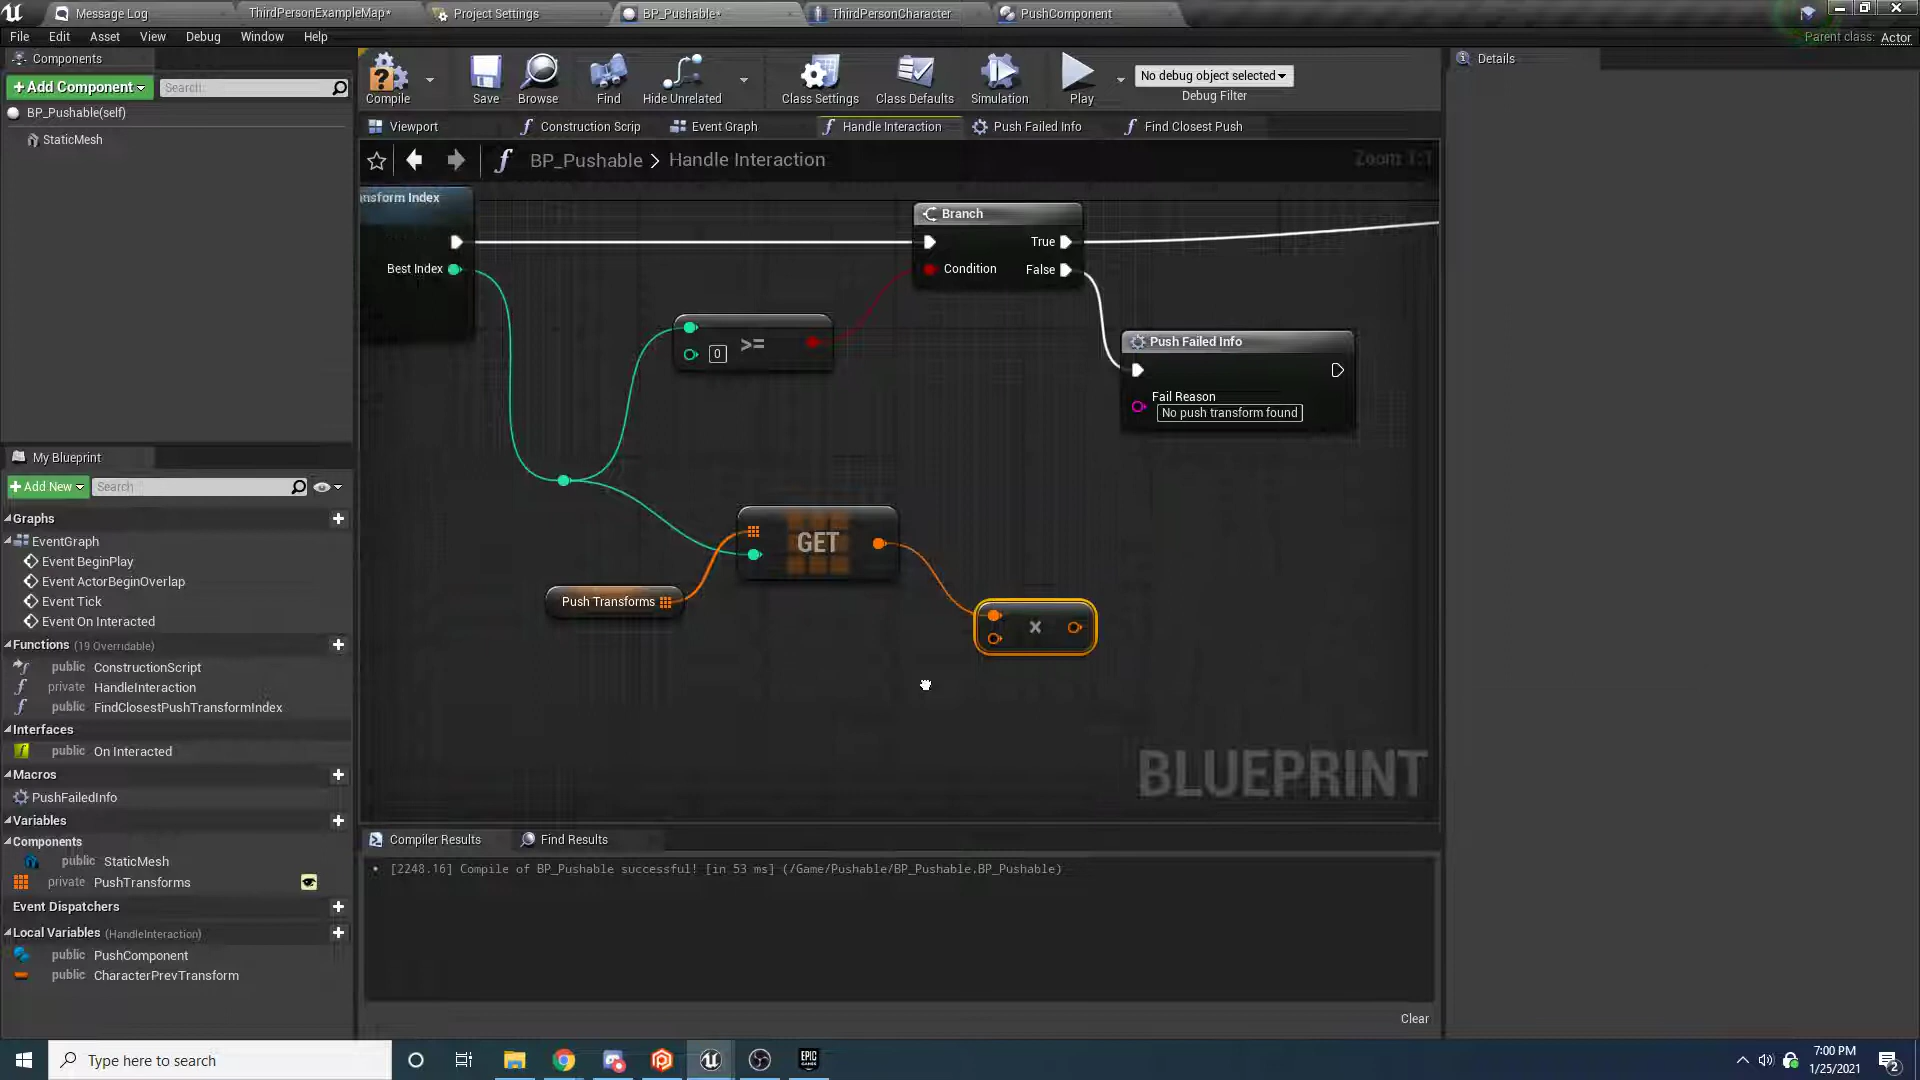 Message Log
ThirdPersonExampleMap*
Project Settings
BP_Pushable*
ThirdPersonCharacter
PushComponent
File
Edit
Asset
View
Debug
Window
Help
Parent class: Actor
Components
+Add Component
Search
BP_Pushable(self)
StaticMesh
Compile
Save
Browse
Find
Hide Unrelated
Class Settings
Class Defaults
Simulation
Play
No debug object selected
Debug Filter
Details
Viewport
Construction Scrip
Event Graph
Handle Interaction
Push Failed Info
Find Closest Push
BP_Pushable > Handle Interaction
Zoom 1:1
nsform Index
Best Index
Branch
True
Condition
False
0
>=
Push Failed Info
Fail Reason
No push transform found
GET
Push Transforms
×
BLUEPRINT
My Blueprint
+Add New
Search
Graphs
EventGraph
Event BeginPlay
Event ActorBeginOverlap
Event Tick
Event On Interacted
Functions (19 Overridable)
public ConstructionScript
private HandleInteraction
public FindClosestPushTransformIndex
Interfaces
public On Interacted
Macros
PushFailedInfo
Variables
Components
public StaticMesh
private PushTransforms
Event Dispatchers
Local Variables (HandleInteraction)
public PushComponent
public CharacterPrevTransform
Compiler Results
Find Results
[2248.16] Compile of BP_Pushable successful! [in 53 ms] (/Game/Pushable/BP_Pushable.BP_Pushable)
Clear
Type here to search
EPIC GAMES
7:00 PM
1/25/2021
2